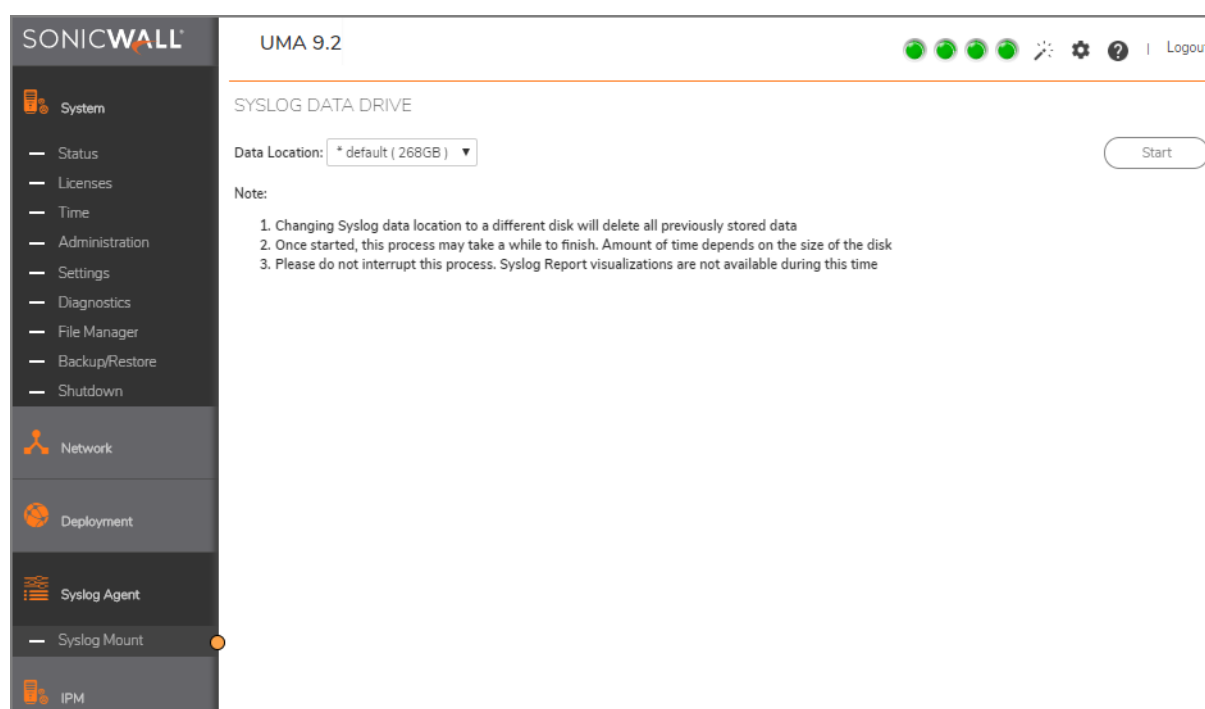 SONICWALL
UMA 9.2
Logout
System
Status
Licenses
Time
Administration
Settings
Diagnostics
File Manager
Backup/Restore
Shutdown
Network
Deployment
Syslog Agent
Syslog Mount
IPM
SYSLOG DATA DRIVE
Data Location: * default ( 268GB ) ▼
Start
Note:
1. Changing Syslog data location to a different disk will delete all previously stored data
2. Once started, this process may take a while to finish. Amount of time depends on the size of the disk
3. Please do not interrupt this process. Syslog Report visualizations are not available during this time